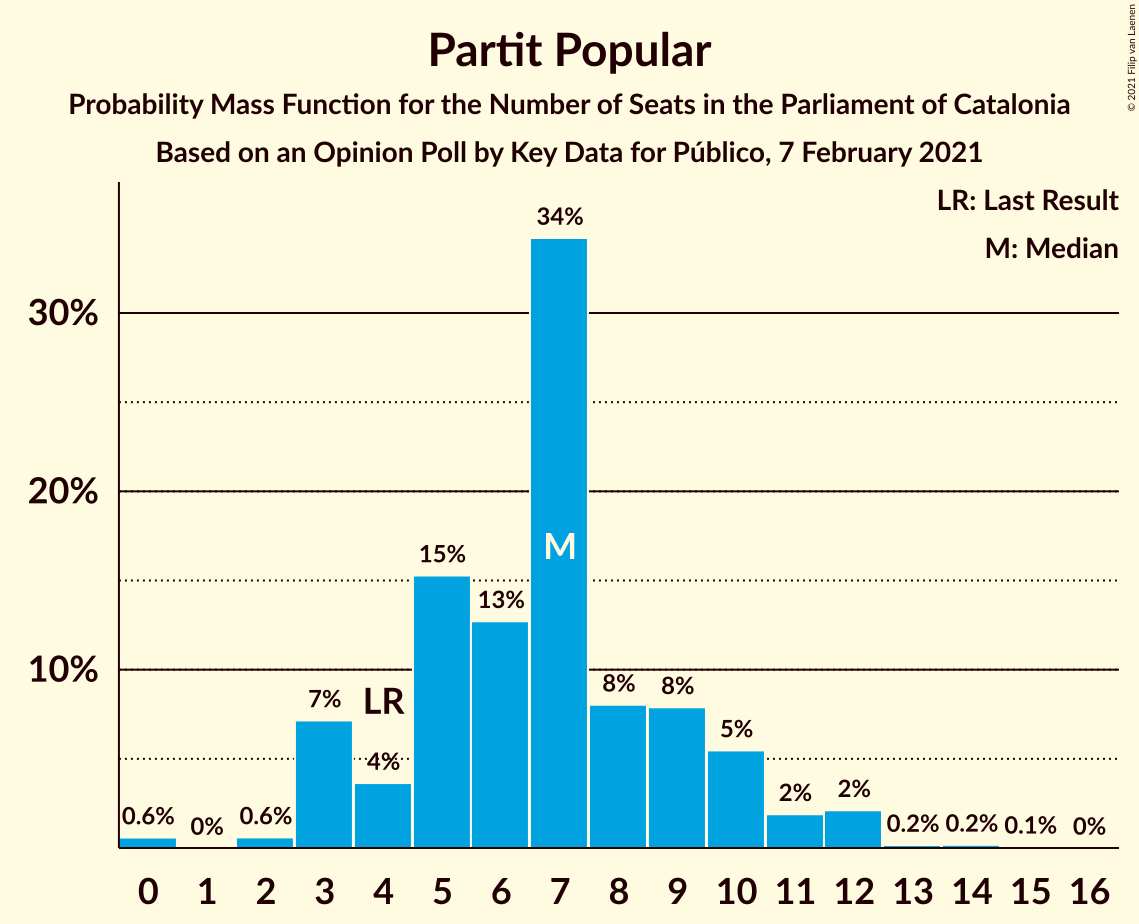 Partit Popular
Probability Mass Function for the Number of Seats in the Parliament of Catalonia
Based on an Opinion Poll by Key Data for Público, 7 February 2021
© 2021 Filip van Laenen
LR: Last Result
M: Median
34%
30%
20%
M
15%
13%
10%
8%
8%
7%
LR
5%
4%
2%
2%
0.6%
0%
0.6%
0.2%
0.2%
0.1%
0%
0 1 2 3 4 5 6 7 8 9 10 11 12 13 14 15 16